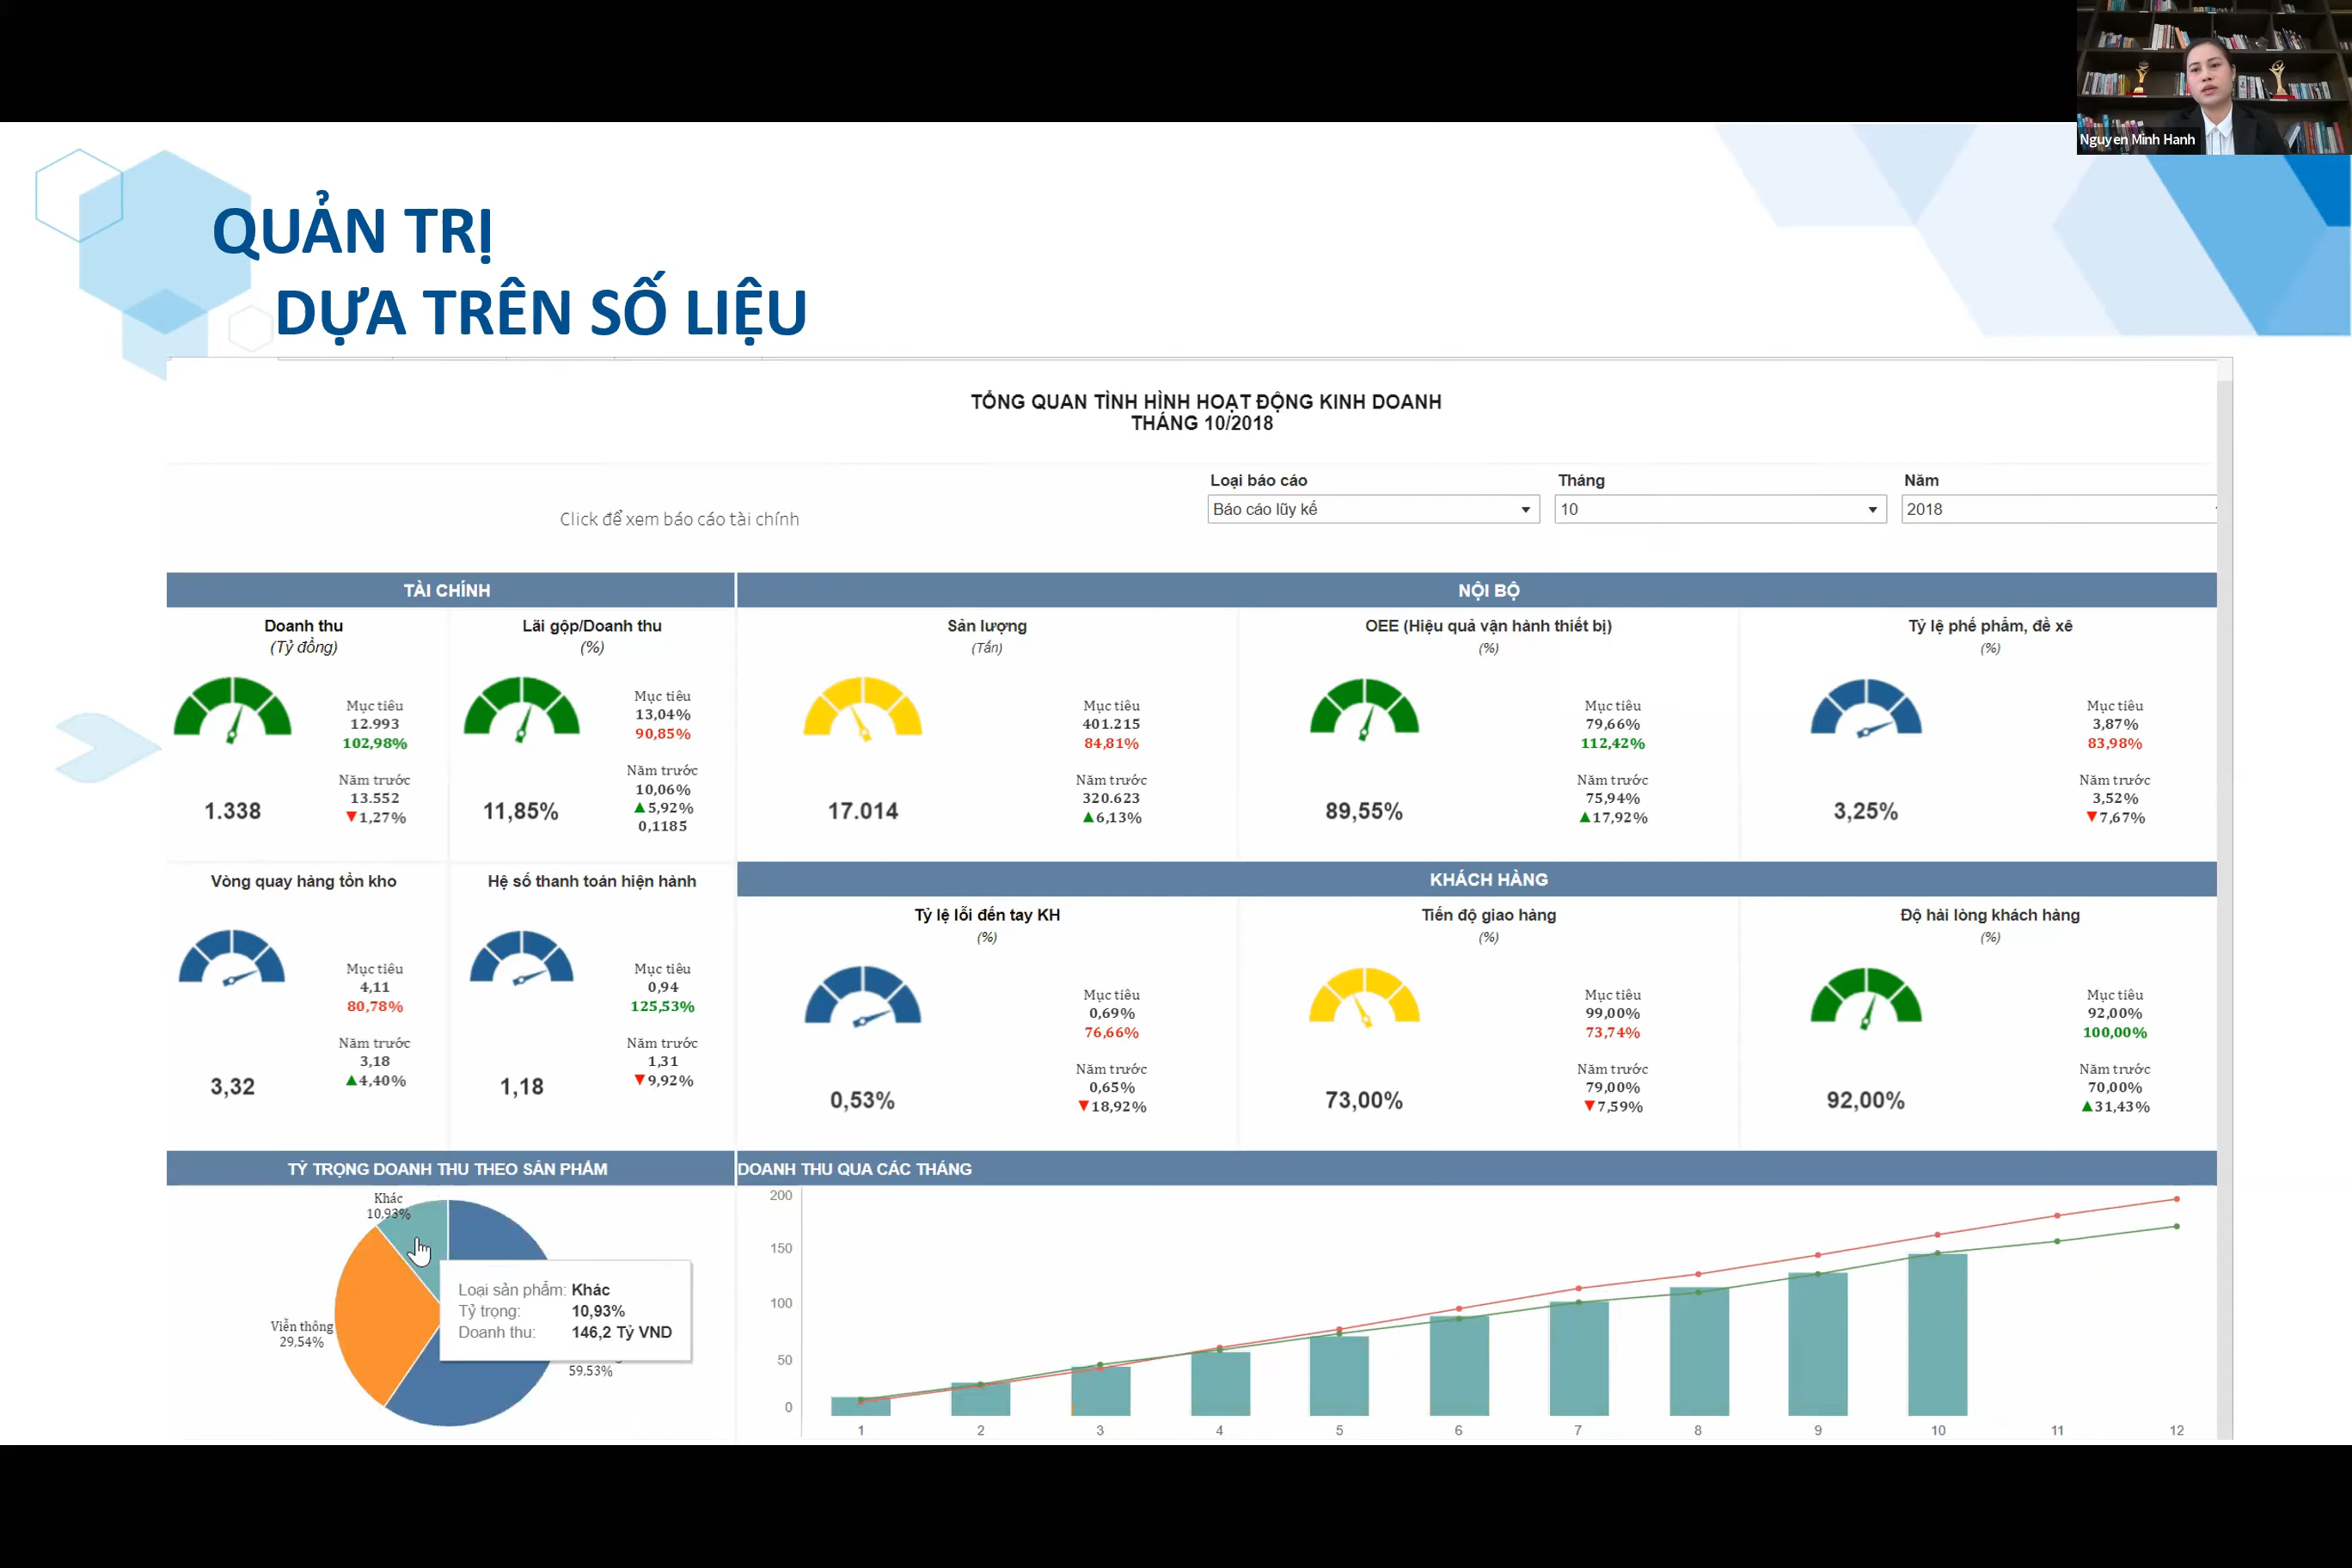 Nguyen Minh Hanh
QUẢN TRỊ
DỰA TRÊN SỐ LIỆU
TỔNG QUAN TÌNH HÌNH HOẠT ĐỘNG KINH DOANH
THÁNG 10/2018
Click để xem báo cáo tài chính
Loại báo cáo
Báo cáo lũy kế
Tháng
10
Năm
2018
TÀI CHÍNH
Doanh thu
(Tỷ đồng)
Mục tiêu
12.993
102,98%
Năm trước
13.552
▼1,27%
1.338
Lãi gộp/Doanh thu
(%)
Mục tiêu
13,04%
90,85%
Năm trước
10,06%
▲5,92%
0,1185
11,85%
Vòng quay hàng tồn kho
Mục tiêu
4,11
80,78%
Năm trước
3,18
▲4,40%
3,32
Hệ số thanh toán hiện hành
Mục tiêu
0,94
125,53%
Năm trước
1,31
▼9,92%
1,18
NỘI BỘ
Sản lượng
(Tấn)
Mục tiêu
401.215
84,81%
Năm trước
320.623
▲6,13%
17.014
OEE (Hiệu quả vận hành thiết bị)
(%)
Mục tiêu
79,66%
112,42%
Năm trước
75,94%
▲17,92%
89,55%
Tỷ lệ phế phẩm, đề xê
(%)
Mục tiêu
3,87%
83,98%
Năm trước
3,52%
▼7,67%
3,25%
KHÁCH HÀNG
Tỷ lệ lỗi đến tay KH
(%)
Mục tiêu
0,69%
76,66%
Năm trước
0,65%
▼18,92%
0,53%
Tiến độ giao hàng
(%)
Mục tiêu
99,00%
73,74%
Năm trước
79,00%
▼7,59%
73,00%
Độ hài lòng khách hàng
(%)
Mục tiêu
92,00%
100,00%
Năm trước
70,00%
▲31,43%
92,00%
TỶ TRỌNG DOANH THU THEO SẢN PHẨM
Khác
10,93%
Viễn thông
29,54%
59,53%
Loại sản phẩm: Khác
Tỷ trọng: 10,93%
Doanh thu: 146,2 Tỷ VND
DOANH THU QUA CÁC THÁNG
200
150
100
50
0
1 2 3 4 5 6 7 8 9 10 11 12